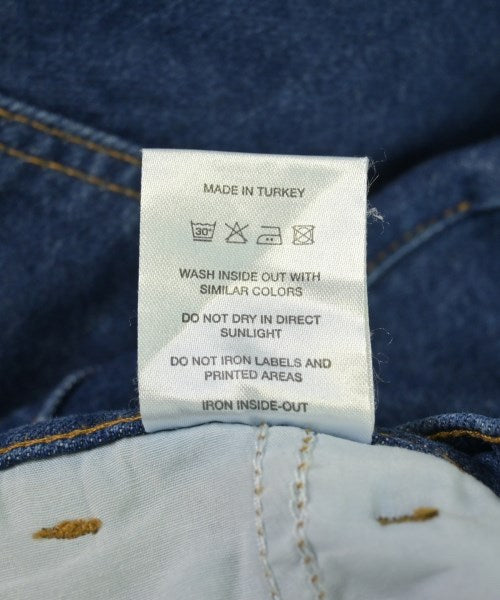 MADE IN TURKEY
30°
WASH INSIDE OUT WITH
SIMILAR COLORS
DO NOT DRY IN DIRECT
SUNLIGHT
DO NOT IRON LABELS AND
PRINTED AREAS
IRON INSIDE-OUT